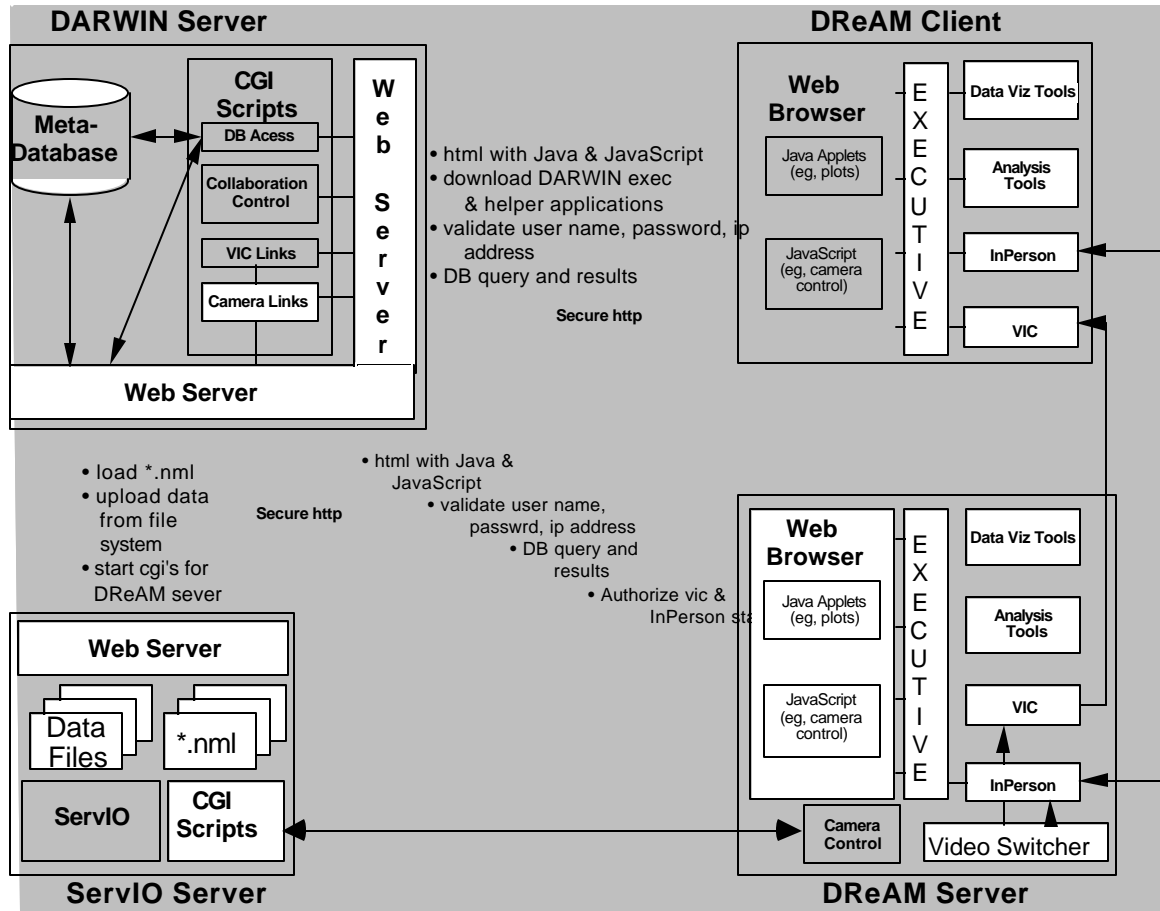 DARWIN Server
Meta-
Database
CGI
Scripts
DB Acess
Collaboration
Control
VIC Links
Camera Links
Web Server
Web Server
• html with Java & JavaScript
• download DARWIN exec
& helper applications
• validate user name, password, ip
address
• DB query and results
Secure http
DReAM Client
Web
Browser
Java Applets
(eg, plots)
JavaScript
(eg, camera
control)
EXECUTIVE
Data Viz Tools
Analysis
Tools
InPerson
VIC
• load *.nml
• upload data
from file
system
• start cgi's for
DReAM sever
Secure http
• html with Java &
JavaScript
• validate user name,
passwrd, ip address
• DB query and
results
• Authorize vic &
InPerson sta
Web Server
Data
Files
*.nml
ServIO
CGI
Scripts
ServIO Server
Web
Browser
Java Applets
(eg, plots)
JavaScript
(eg, camera
control)
EXECUTIVE
Data Viz Tools
Analysis
Tools
VIC
InPerson
Camera
Control
Video Switcher
DReAM Server